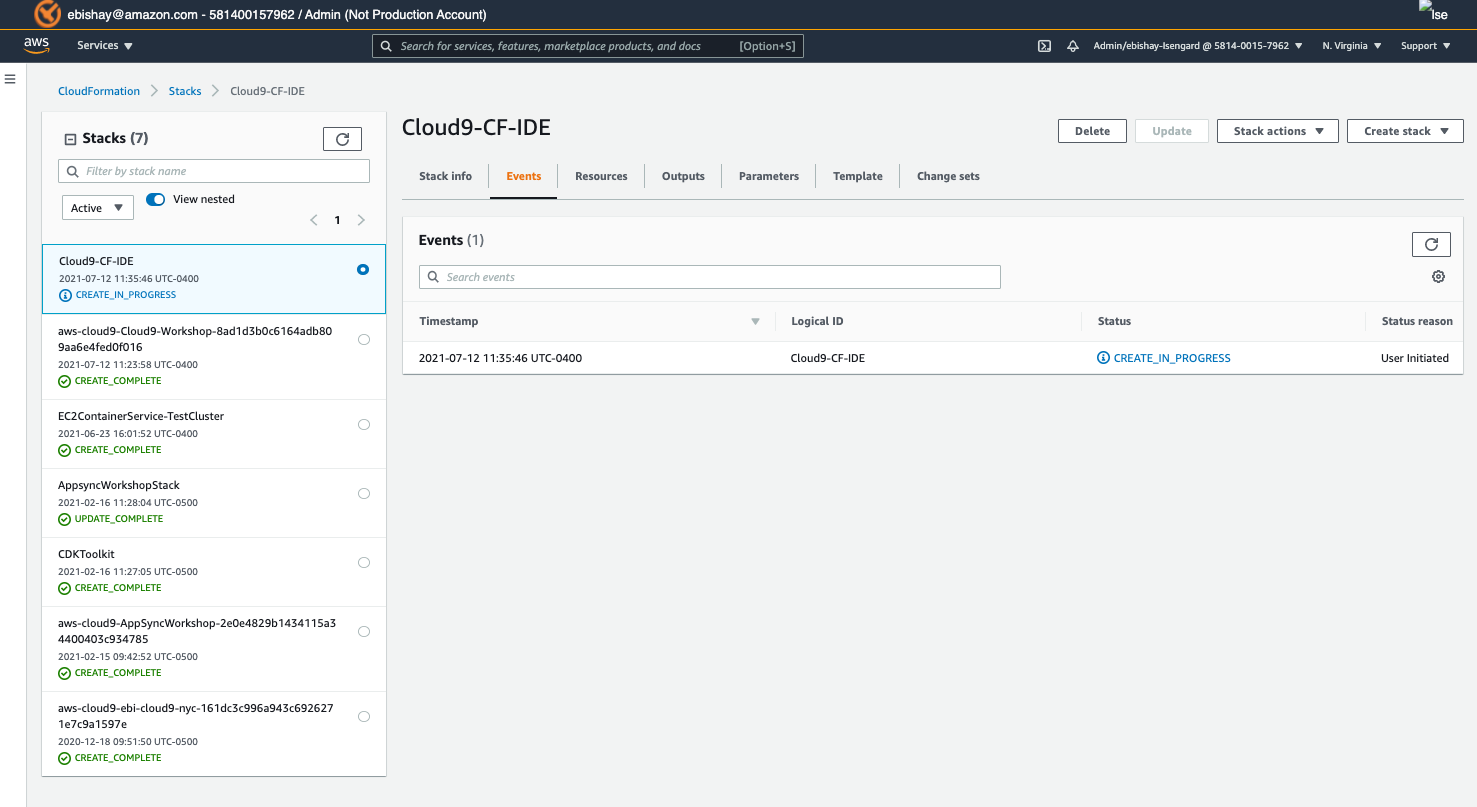 ebishay@amazon.com - 581400157962 / Admin (Not Production Account)
Ise
aws
Services
Search for services, features, marketplace products, and docs [Option+S]
Admin/ebishay-Isengard @ 5814-0015-7962
N. Virginia
Support
CloudFormation
Stacks
Cloud9-CF-IDE
Stacks (7)
Filter by stack name
Active
View nested
1
Cloud9-CF-IDE
2021-07-12 11:35:46 UTC-0400
CREATE_IN_PROGRESS
aws-cloud9-Cloud9-Workshop-8ad1d3b0c6164adb80
9aa6e4fed0f016
2021-07-12 11:23:58 UTC-0400
CREATE_COMPLETE
EC2ContainerService-TestCluster
2021-06-23 16:01:52 UTC-0400
CREATE_COMPLETE
AppsyncWorkshopStack
2021-02-16 11:28:04 UTC-0500
UPDATE_COMPLETE
CDKToolkit
2021-02-16 11:27:05 UTC-0500
CREATE_COMPLETE
aws-cloud9-AppSyncWorkshop-2e0e4829b1434115a3
4400403c934785
2021-02-15 09:42:52 UTC-0500
CREATE_COMPLETE
aws-cloud9-ebi-cloud9-nyc-161dc3c996a943c692627
1e7c9a1597e
2020-12-18 09:51:50 UTC-0500
CREATE_COMPLETE
Cloud9-CF-IDE
Delete
Update
Stack actions
Create stack
Stack info
Events
Resources
Outputs
Parameters
Template
Change sets
Events (1)
Search events
Timestamp
Logical ID
Status
Status reason
2021-07-12 11:35:46 UTC-0400
Cloud9-CF-IDE
CREATE_IN_PROGRESS
User Initiated